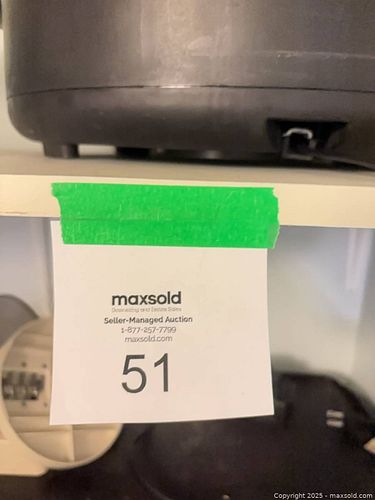 maxsold
Downsizing and Estate Sales
Seller-Managed Auction
1-877-257-7799
maxsold.com
51
Copyright 2025 - maxsold.com